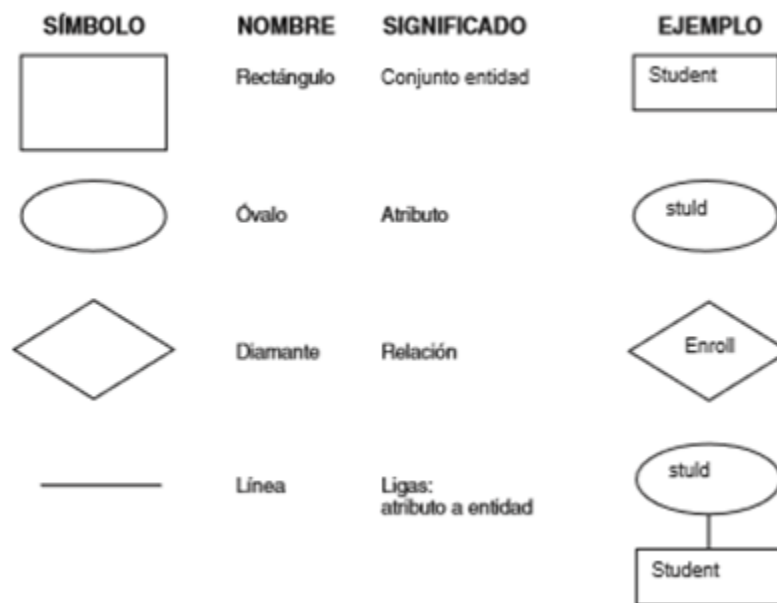 SÍMBOLO NOMBRE SIGNIFICADO EJEMPLO
Rectángulo Conjunto entidad Student
Óvalo Atributo stuId
Diamante Relación Enroll
Línea Ligas: stuId
atributo a entidad
Student